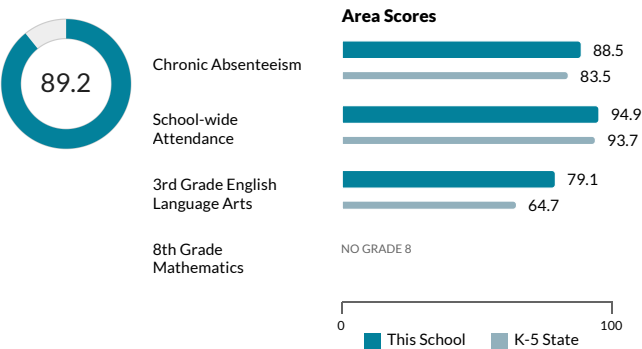 Area Scores
89.2
Chronic Absenteeism
88.5
83.5
School-wide
Attendance
94.9
93.7
3rd Grade English
Language Arts
79.1
64.7
8th Grade
Mathematics
NO GRADE 8
0
100
This School
K-5 State